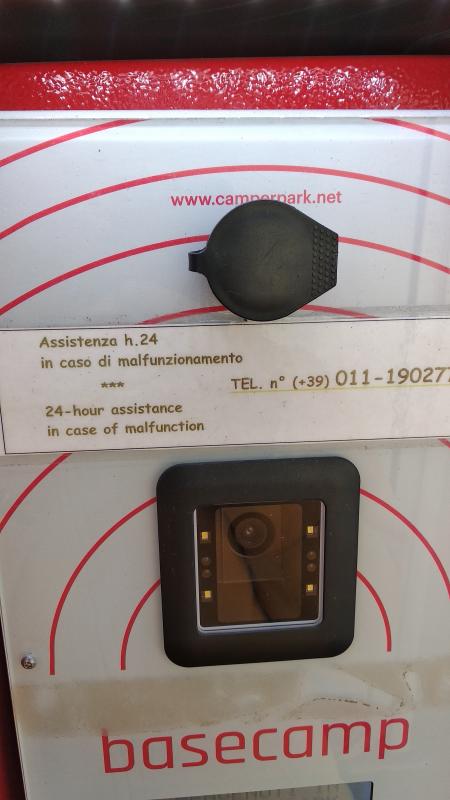 www.camperpark.net
Assistenza h.24
in caso di malfunzionamento
***
TEL. n° (+39) 011-190277
24-hour assistance
in case of malfunction
basecamp